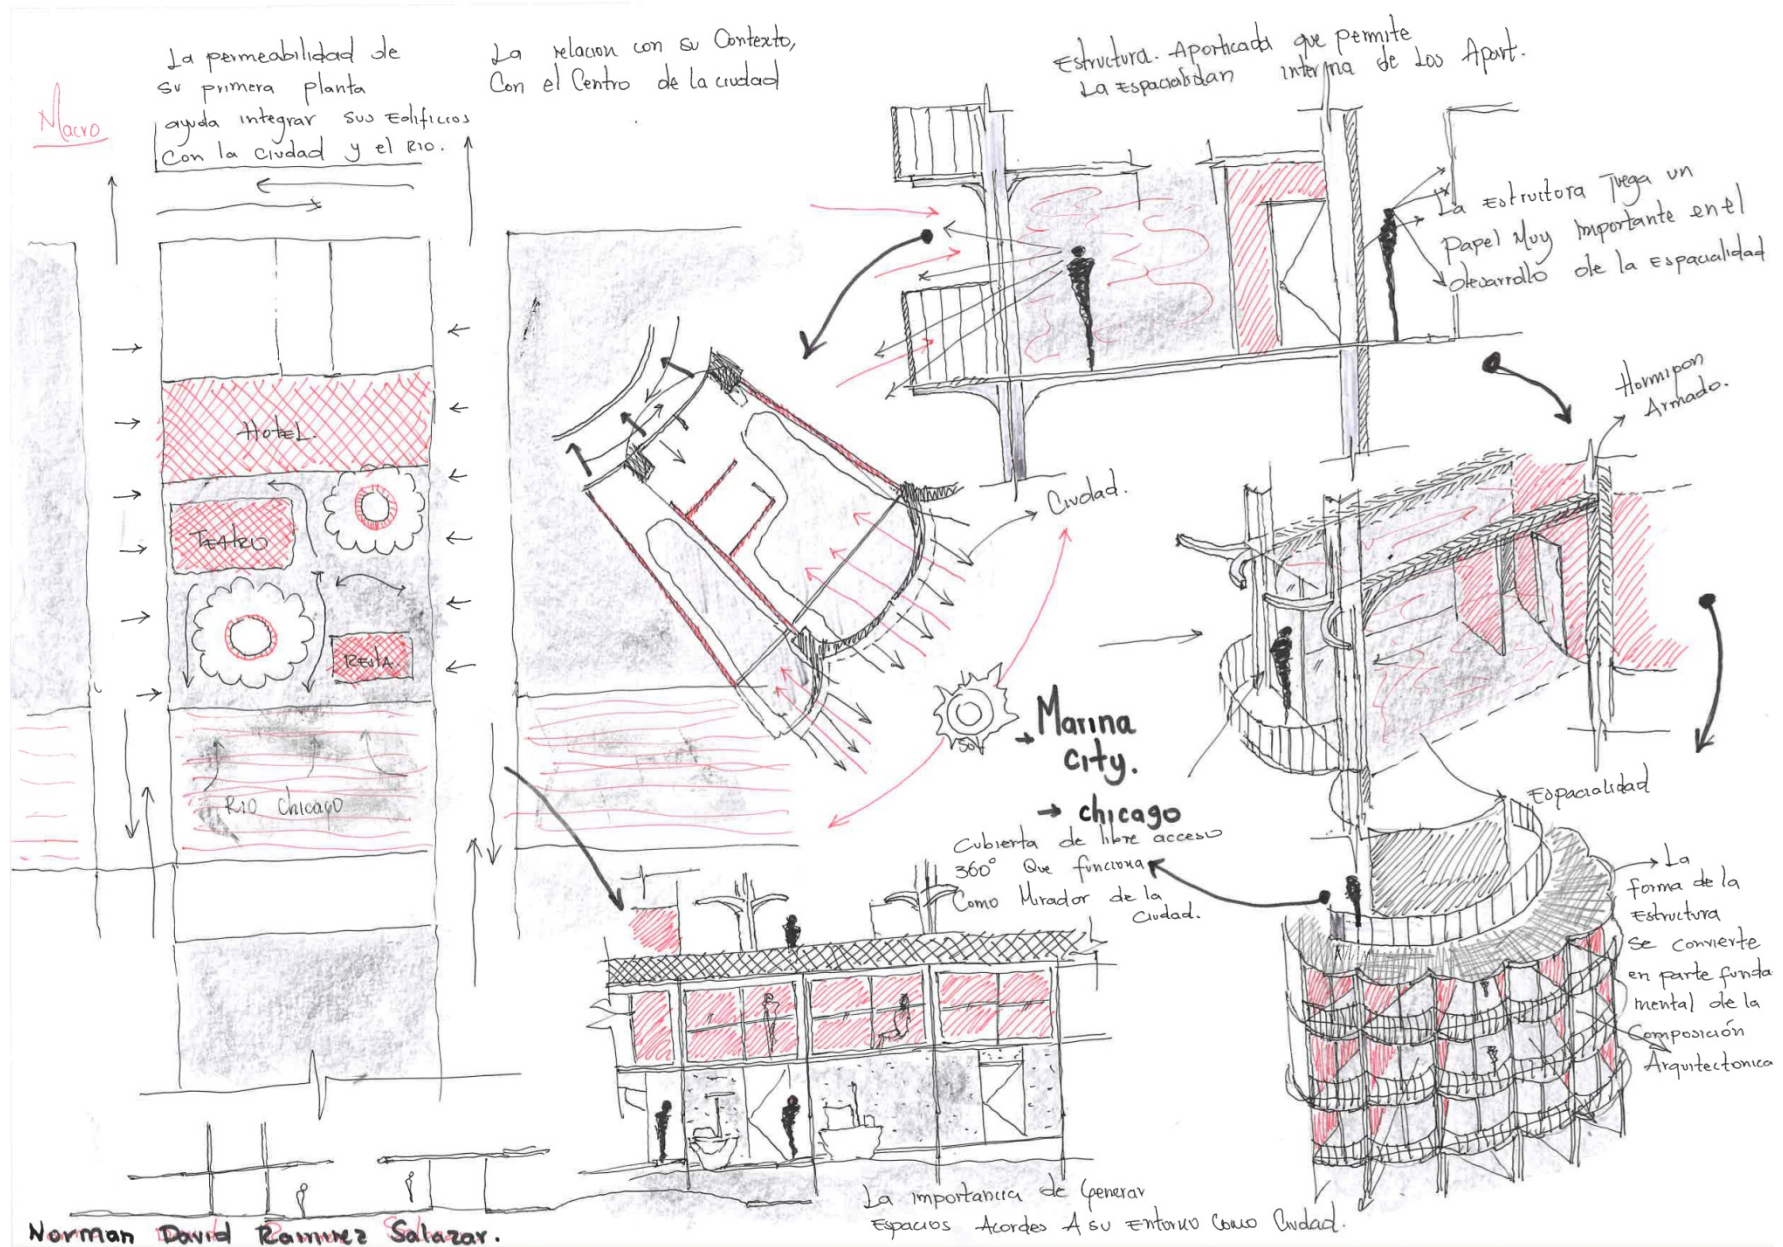 Macro
La permeabilidad de
su primera planta
ayuda integrar sus Edificios
Con la ciudad y el Rio.
La relacion con su Contexto,
Con el Centro de la ciudad
Estructura. Aporticada que permite
La Espacialidan interna de Los Apart.
La Estructura Juega un
Papel Muy Importante en el
desarrollo de la Espacialidad
Hormigon
Armado.
Ciudad.
HoteL.
TEAtRO
REstA.
Rio Chicago
Sol
Marina
city.
chicago
Cubierta de libre acceso
360° Que funciona
Como Mirador de la
Ciudad.
Espacialidad
La
forma de la
Estructura
Se convierte
en parte funda
mental de la
Composición
Arquitectonica
La importancia de Generar
Espacios Acordes A su Entorno Como Ciudad.
Norman David Ramirez Salazar.